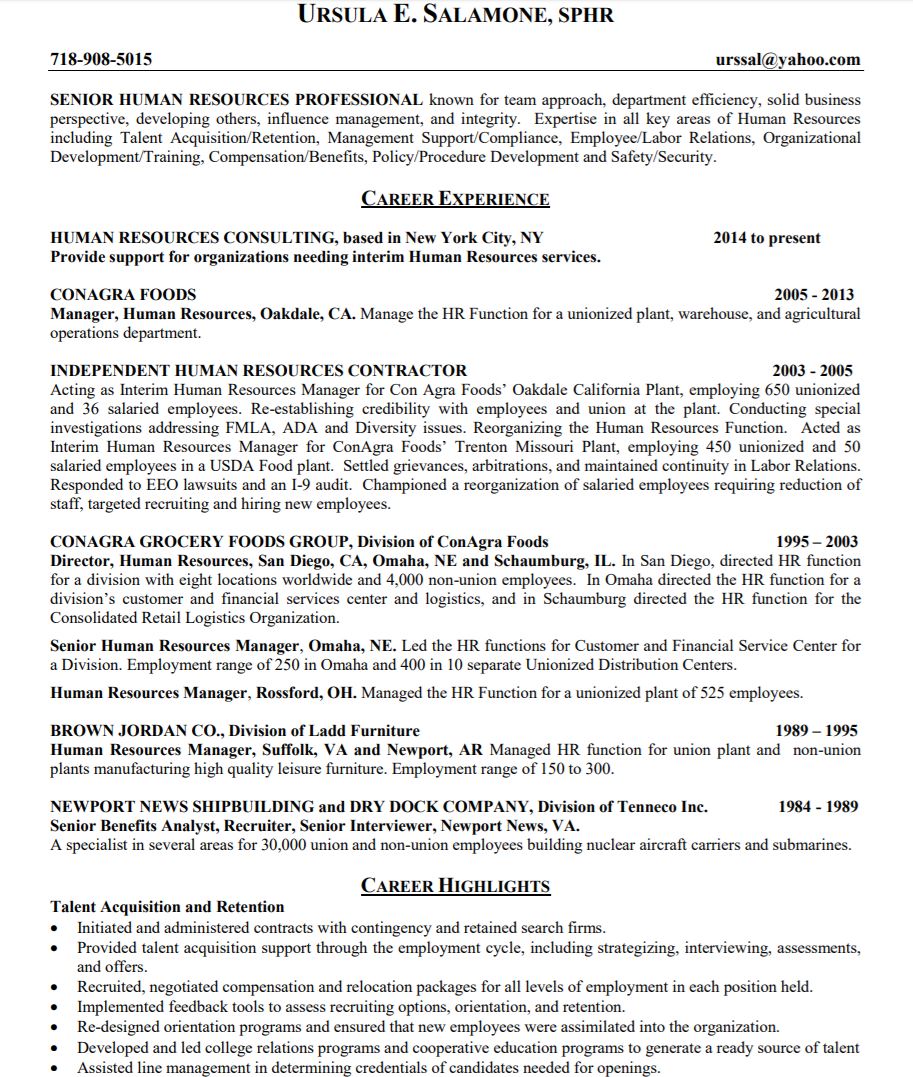 URSULA E. SALAMONE, SPHR
718-908-5015 urssal@yahoo.com
SENIOR HUMAN RESOURCES PROFESSIONAL known for team approach, department efficiency, solid business
perspective, developing others, influence management, and integrity. Expertise in all key areas of Human Resources
including Talent Acquisition/Retention, Management Support/Compliance, Employee/Labor Relations, Organizational
Development/Training, Compensation/Benefits, Policy/Procedure Development and Safety/Security.
CAREER EXPERIENCE
HUMAN RESOURCES CONSULTING, based in New York City, NY 2014 to present
Provide support for organizations needing interim Human Resources services.
CONAGRA FOODS 2005 - 2013
Manager, Human Resources, Oakdale, CA. Manage the HR Function for a unionized plant, warehouse, and agricultural
operations department.
INDEPENDENT HUMAN RESOURCES CONTRACTOR 2003 - 2005
Acting as Interim Human Resources Manager for Con Agra Foods' Oakdale California Plant, employing 650 unionized
and 36 salaried employees. Re-establishing credibility with employees and union at the plant. Conducting special
investigations addressing FMLA, ADA and Diversity issues. Reorganizing the Human Resources Function. Acted as
Interim Human Resources Manager for ConAgra Foods' Trenton Missouri Plant, employing 450 unionized and 50
salaried employees in a USDA Food plant. Settled grievances, arbitrations, and maintained continuity in Labor Relations.
Responded to EEO lawsuits and an I-9 audit. Championed a reorganization of salaried employees requiring reduction of
staff, targeted recruiting and hiring new employees.
CONAGRA GROCERY FOODS GROUP, Division of ConAgra Foods 1995 – 2003
Director, Human Resources, San Diego, CA, Omaha, NE and Schaumburg, IL. In San Diego, directed HR function
for a division with eight locations worldwide and 4,000 non-union employees. In Omaha directed the HR function for a
division's customer and financial services center and logistics, and in Schaumburg directed the HR function for the
Consolidated Retail Logistics Organization.
Senior Human Resources Manager, Omaha, NE. Led the HR functions for Customer and Financial Service Center for
a Division. Employment range of 250 in Omaha and 400 in 10 separate Unionized Distribution Centers.
Human Resources Manager, Rossford, OH. Managed the HR Function for a unionized plant of 525 employees.
BROWN JORDAN CO., Division of Ladd Furniture 1989 – 1995
Human Resources Manager, Suffolk, VA and Newport, AR Managed HR function for union plant and non-union
plants manufacturing high quality leisure furniture. Employment range of 150 to 300.
NEWPORT NEWS SHIPBUILDING and DRY DOCK COMPANY, Division of Tenneco Inc. 1984 - 1989
Senior Benefits Analyst, Recruiter, Senior Interviewer, Newport News, VA.
A specialist in several areas for 30,000 union and non-union employees building nuclear aircraft carriers and submarines.
CAREER HIGHLIGHTS
Talent Acquisition and Retention
• Initiated and administered contracts with contingency and retained search firms.
• Provided talent acquisition support through the employment cycle, including strategizing, interviewing, assessments,
and offers.
• Recruited, negotiated compensation and relocation packages for all levels of employment in each position held.
• Implemented feedback tools to assess recruiting options, orientation, and retention.
• Re-designed orientation programs and ensured that new employees were assimilated into the organization.
• Developed and led college relations programs and cooperative education programs to generate a ready source of talent
• Assisted line management in determining credentials of candidates needed for openings.